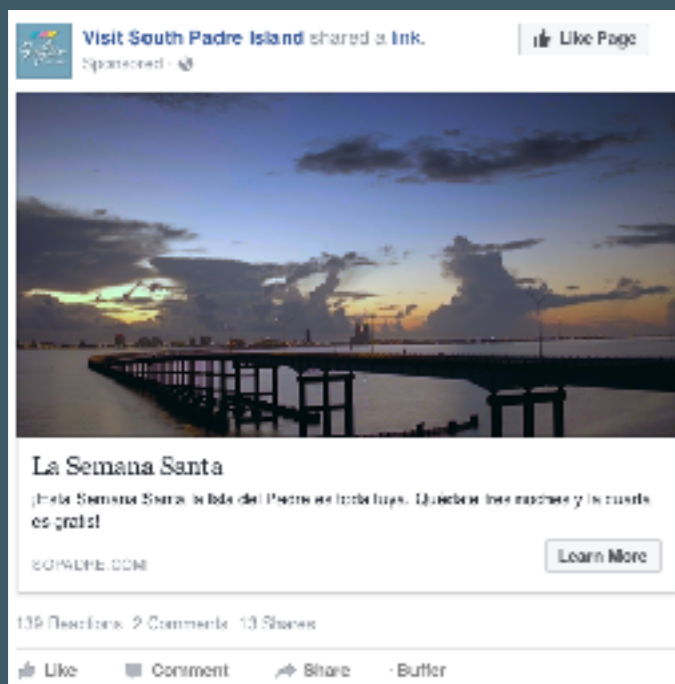 Visit South Padre Island shared a link.
Like Page
Sponsored ·
La Semana Santa
¡Esta Semana Santa la Isla del Padre es toda tuya. Quédate tres noches y la cuarta
es gratis!
SOPADRE.COM
Learn More
139 Reactions 2 Comments 13 Shares
Like Comment Share · Buffer